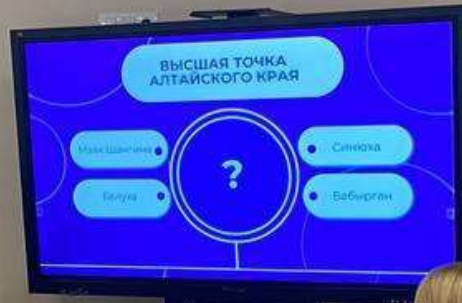 ВЫСШАЯ ТОЧКА
АЛТАЙСКОГО КРАЯ
Маяк Шангина
Белуха
?
Синюха
Бабырган